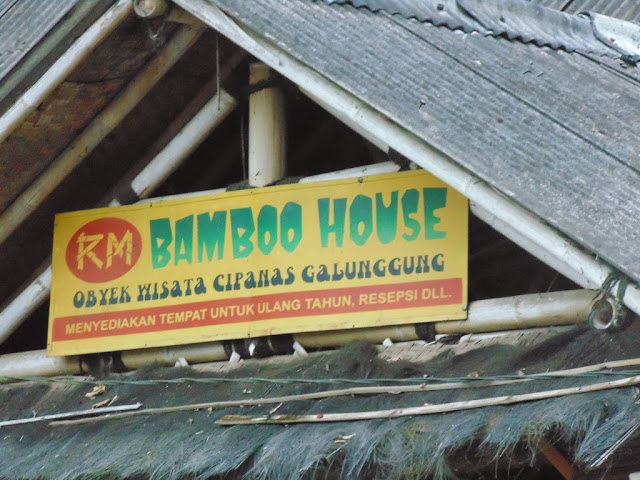 RM BAMBOO HOUSE
OBYEK WISATA CIPANAS GALUNGGUNG
MENYEDIAKAN TEMPAT UNTUK ULANG TAHUN, RESEPSI DLL.